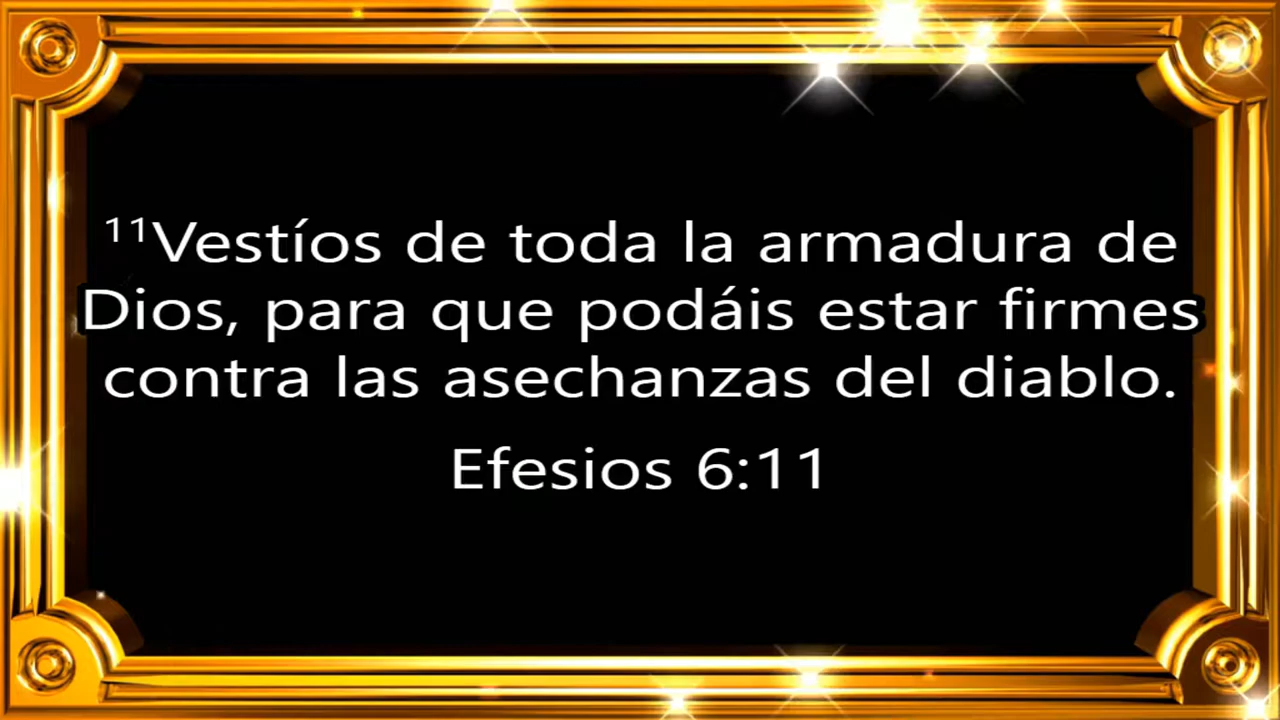 ¹¹Vestíos de toda la armadura de
Dios, para que podáis estar firmes
contra las asechanzas del diablo.
Efesios 6:11